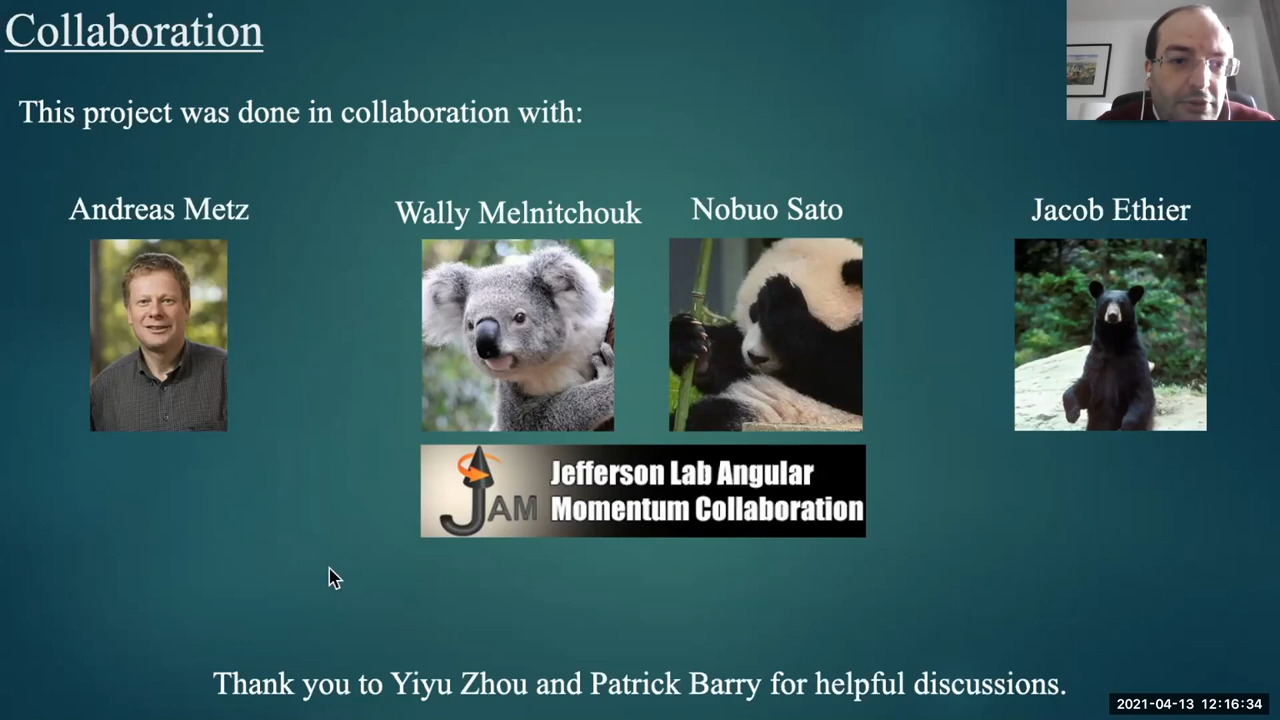 Collaboration
This project was done in collaboration with:
Andreas Metz
Wally Melnitchouk
Nobuo Sato
Jacob Ethier
JAM
Jefferson Lab Angular
Momentum Collaboration
Thank you to Yiyu Zhou and Patrick Barry for helpful discussions.
2021-04-13 12:16:34